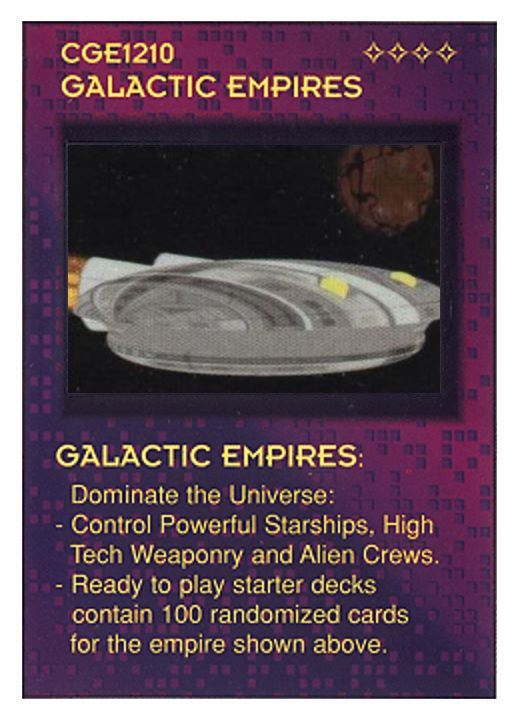 CGE1210
GALACTIC EMPIRES
GALACTIC EMPIRES:
Dominate the Universe:
- Control Powerful Starships, High
Tech Weaponry and Alien Crews.
- Ready to play starter decks
contain 100 randomized cards
for the empire shown above.